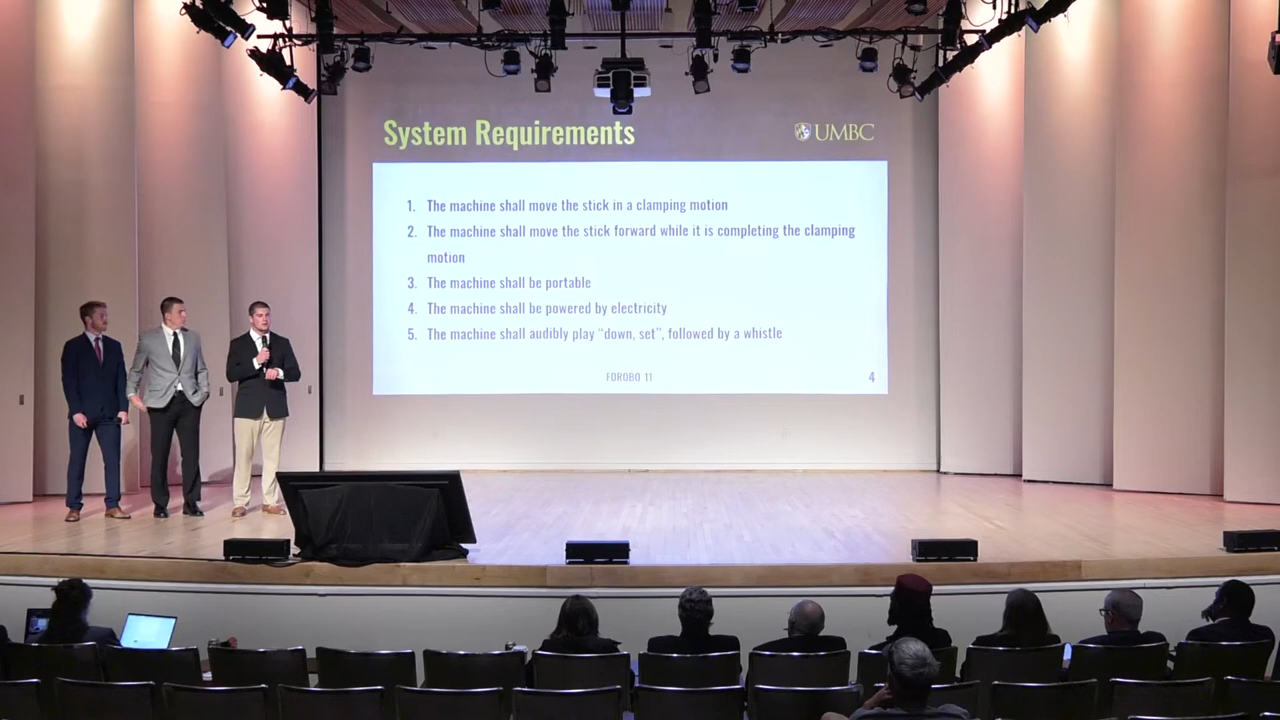 System Requirements
UMBC
1. The machine shall move the stick in a clamping motion
2. The machine shall move the stick forward while it is completing the clamping
motion
3. The machine shall be portable
4. The machine shall be powered by electricity
5. The machine shall audibly play “down, set”, followed by a whistle
FOROBO 11
4